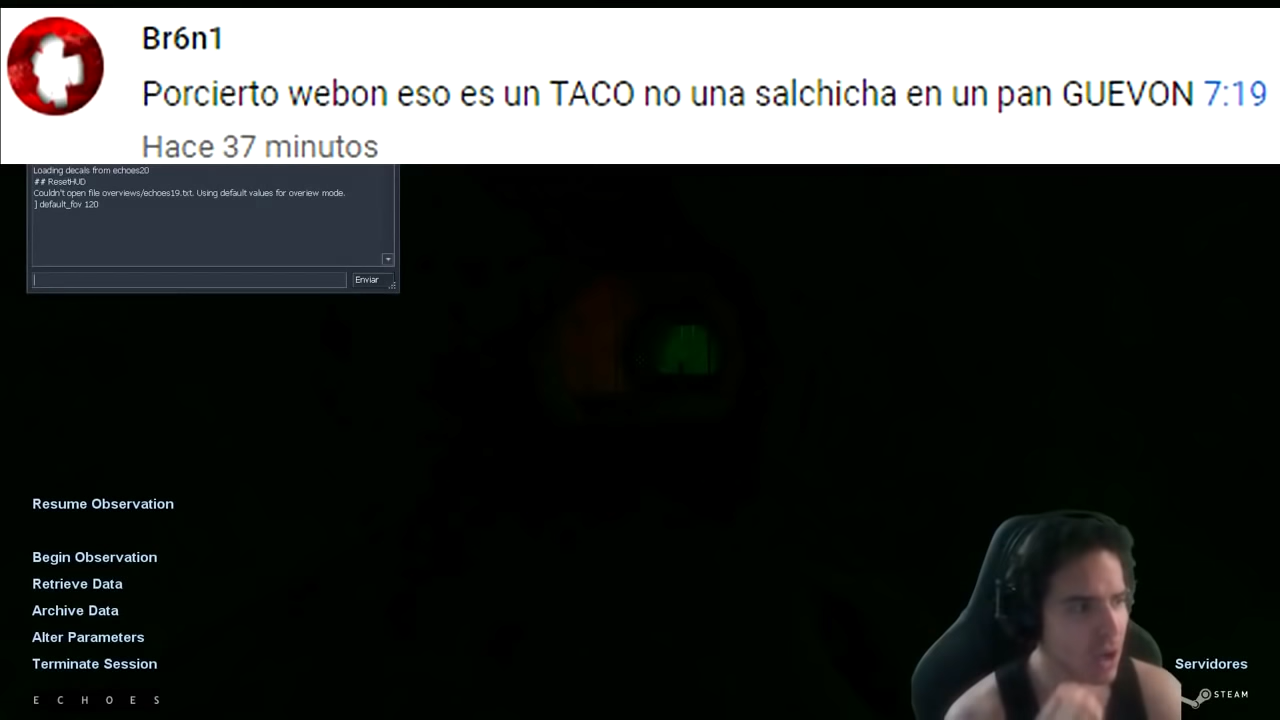 Br6n1
Porcierto webon eso es un TACO no una salchicha en un pan GUEVON 7:19
Hace 37 minutos
Loading decals from echoes20
## ResetHUD
Couldn't open file overviews/echoes19.txt. Using default values for overiew mode.
] default_fov 120
Enviar
Resume Observation
Begin Observation
Retrieve Data
Archive Data
Alter Parameters
Terminate Session
Servidores
E C H O E S
STEAM